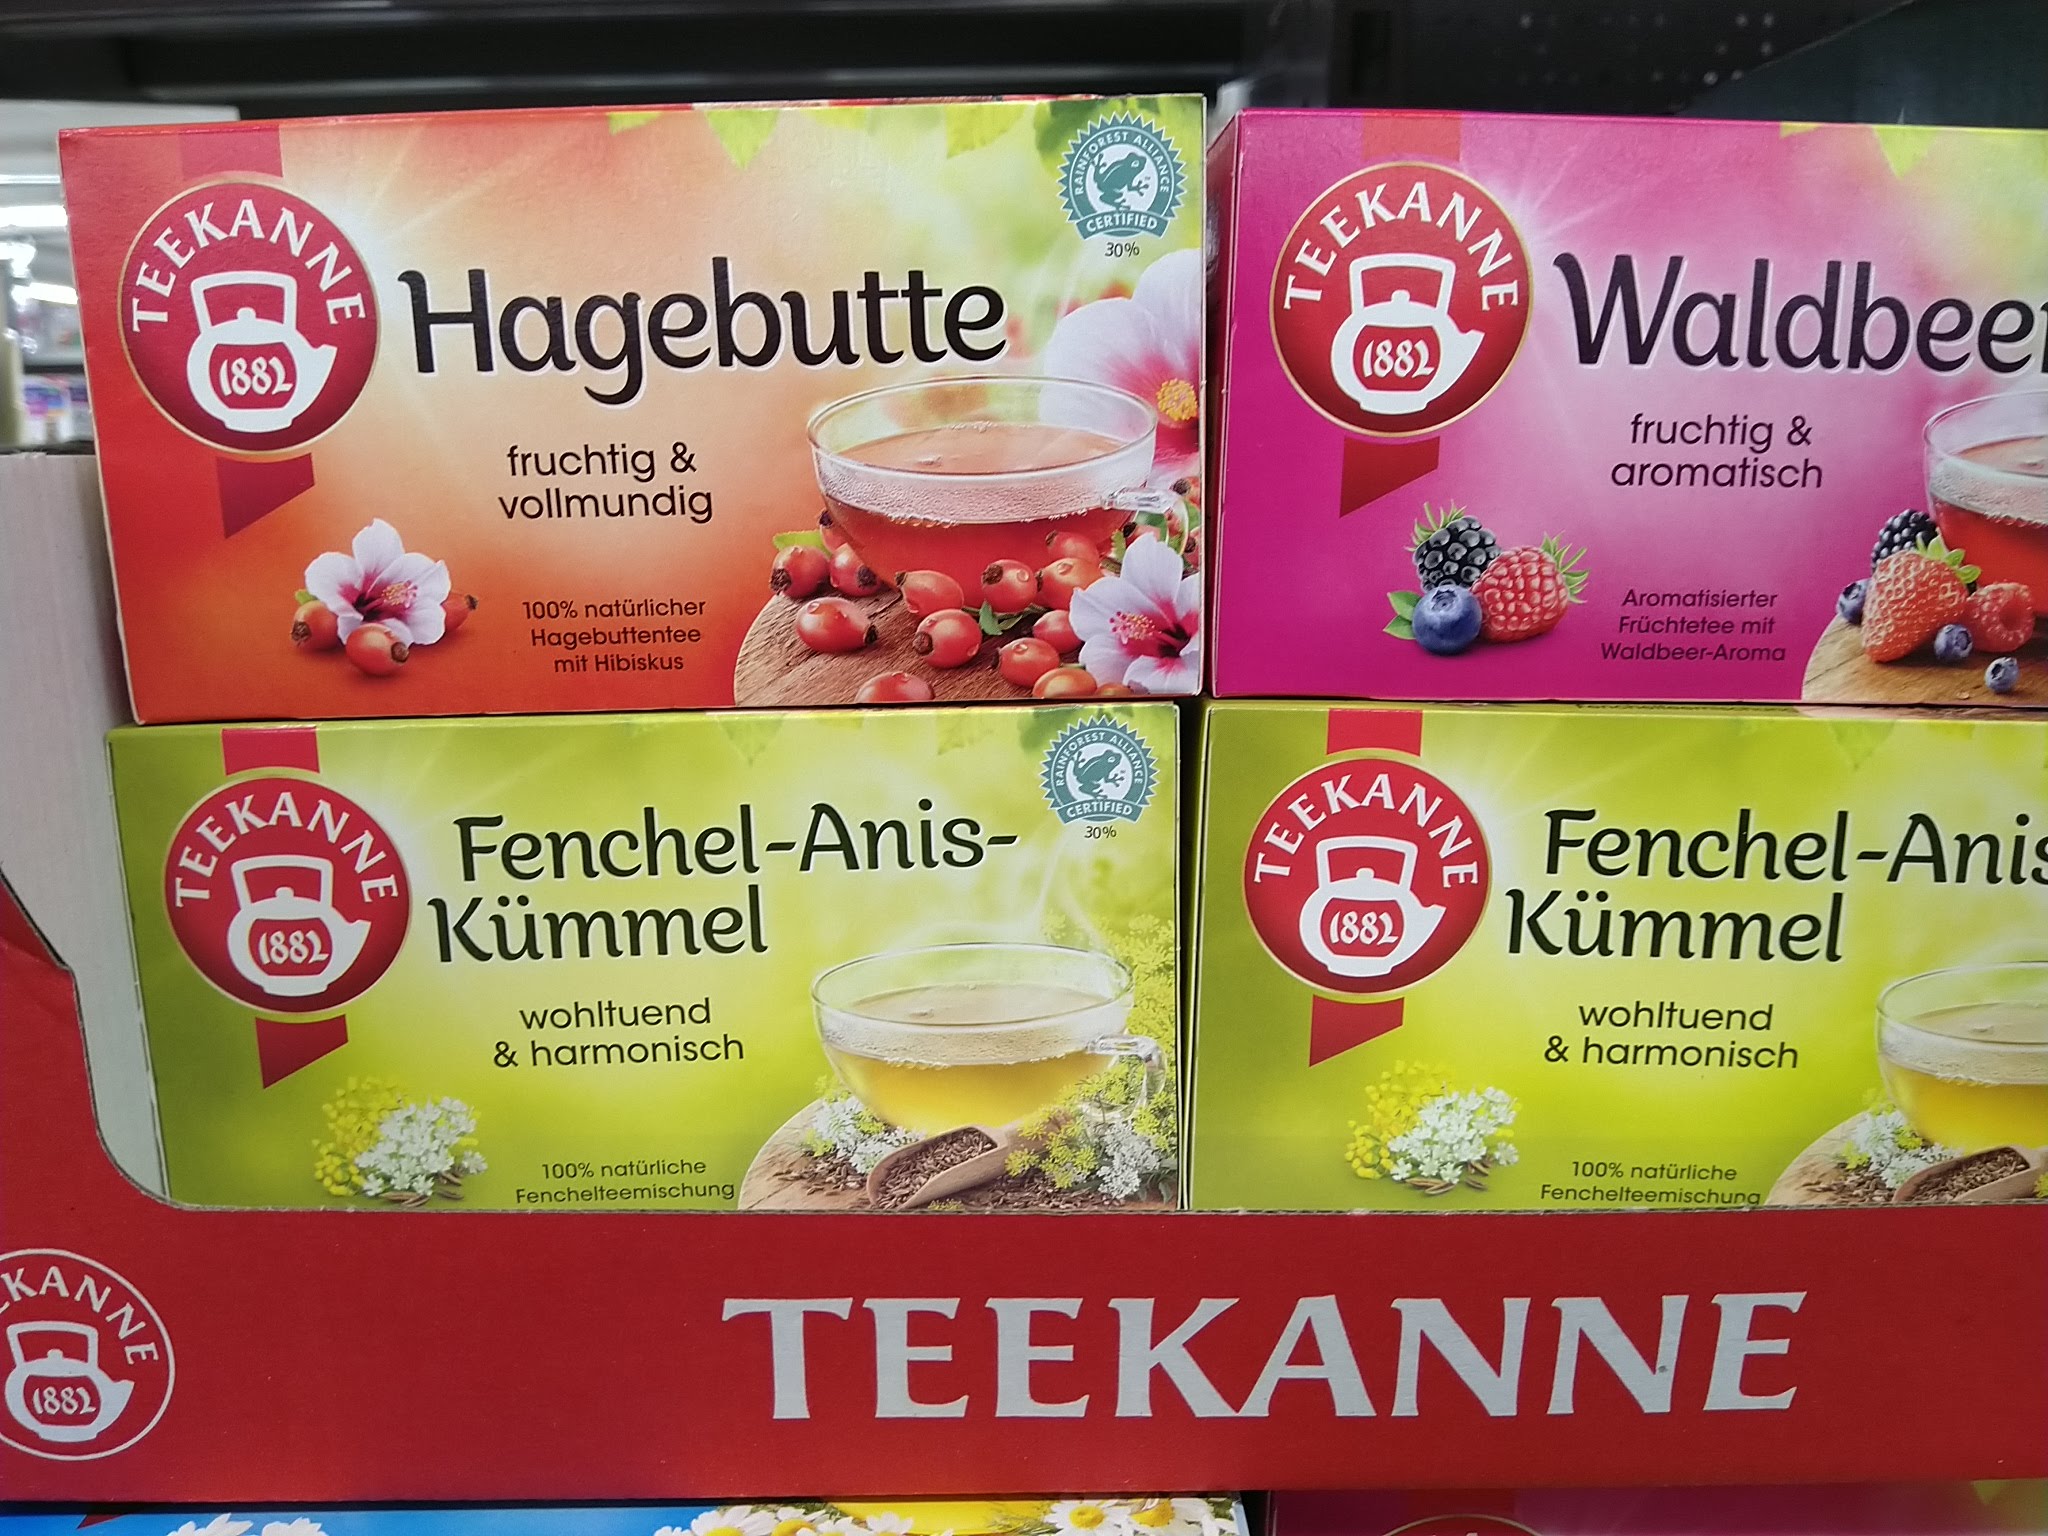 TEEKANNE
1882
Hagebutte
fruchtig &
vollmundig
100% natürlicher
Hagebuttentee
mit Hibiskus
RAINFOREST ALLIANCE
CERTIFIED
30%
TEEKANNE
1882
Waldbeer
fruchtig &
aromatisch
Aromatisierter
Früchtetee mit
Waldbeer-Aroma
TEEKANNE
1882
Fenchel-Anis-
Kümmel
wohltuend
& harmonisch
100% natürliche
Fenchelteemischung
RAINFOREST ALLIANCE
CERTIFIED
30%
TEEKANNE
1882
Fenchel-Anis
Kümmel
wohltuend
& harmonisch
100% natürliche
Fenchelteemischung
EKANNE
1882
TEEKANNE